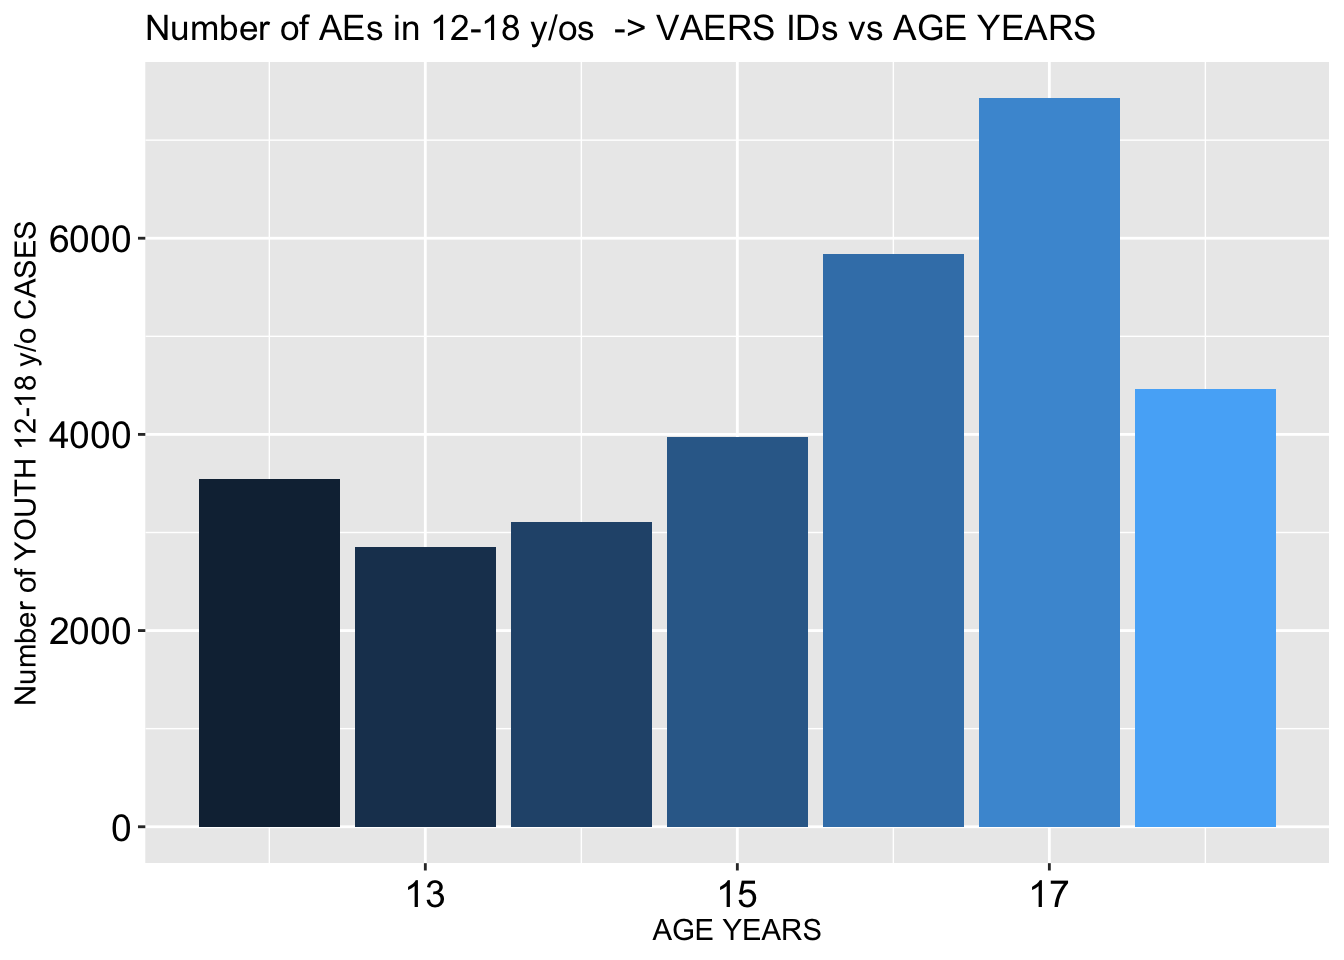 Number of AEs in 12-18 y/os  -> VAERS IDs vs AGE YEARS
Number of YOUTH 12-18 y/o CASES
6000
4000
2000
0
13 15 17
AGE YEARS